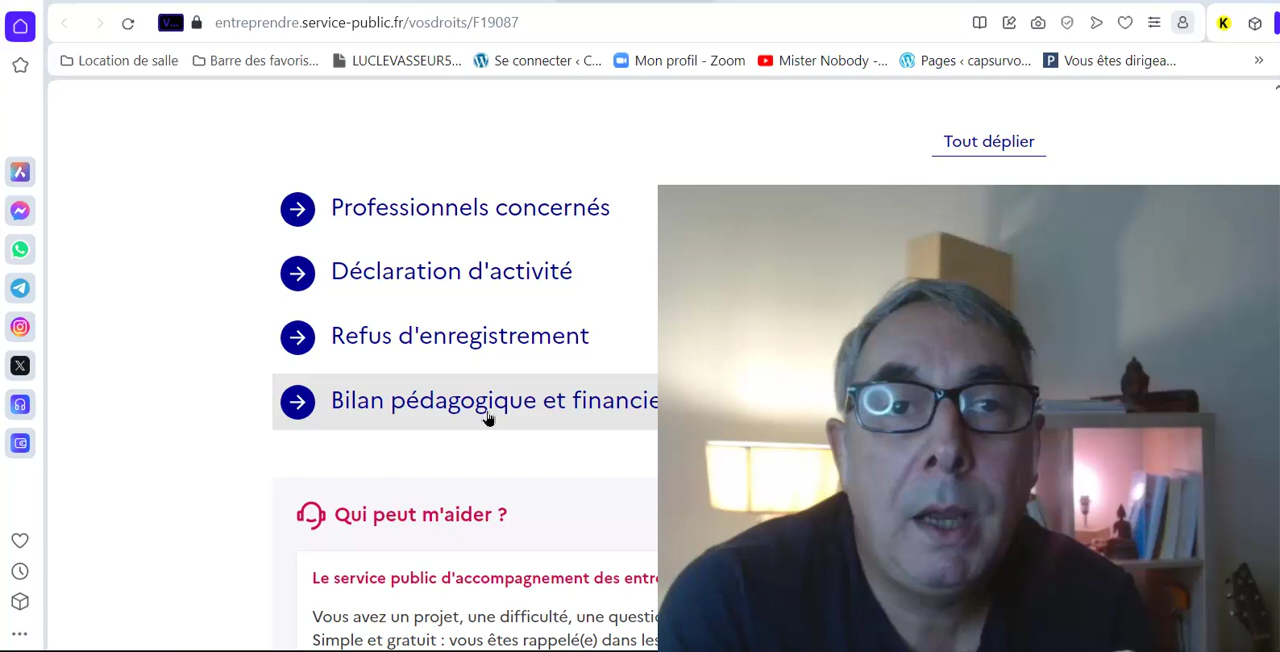 V...
entreprendre.service-public.fr/vosdroits/F19087
K
Location de salle
Barre des favoris...
LUCLEVASSEUR5...
Se connecter ‹ C...
Mon profil - Zoom
Mister Nobody -...
Pages ‹ capsurvo...
P
Vous êtes dirigea...
»
Tout déplier
Professionnels concernés
Déclaration d'activité
Refus d'enregistrement
Bilan pédagogique et financie
Qui peut m'aider ?
Le service public d'accompagnement des entre
Vous avez un projet, une difficulté, une questio
Simple et gratuit : vous êtes rappelé(e) dans les